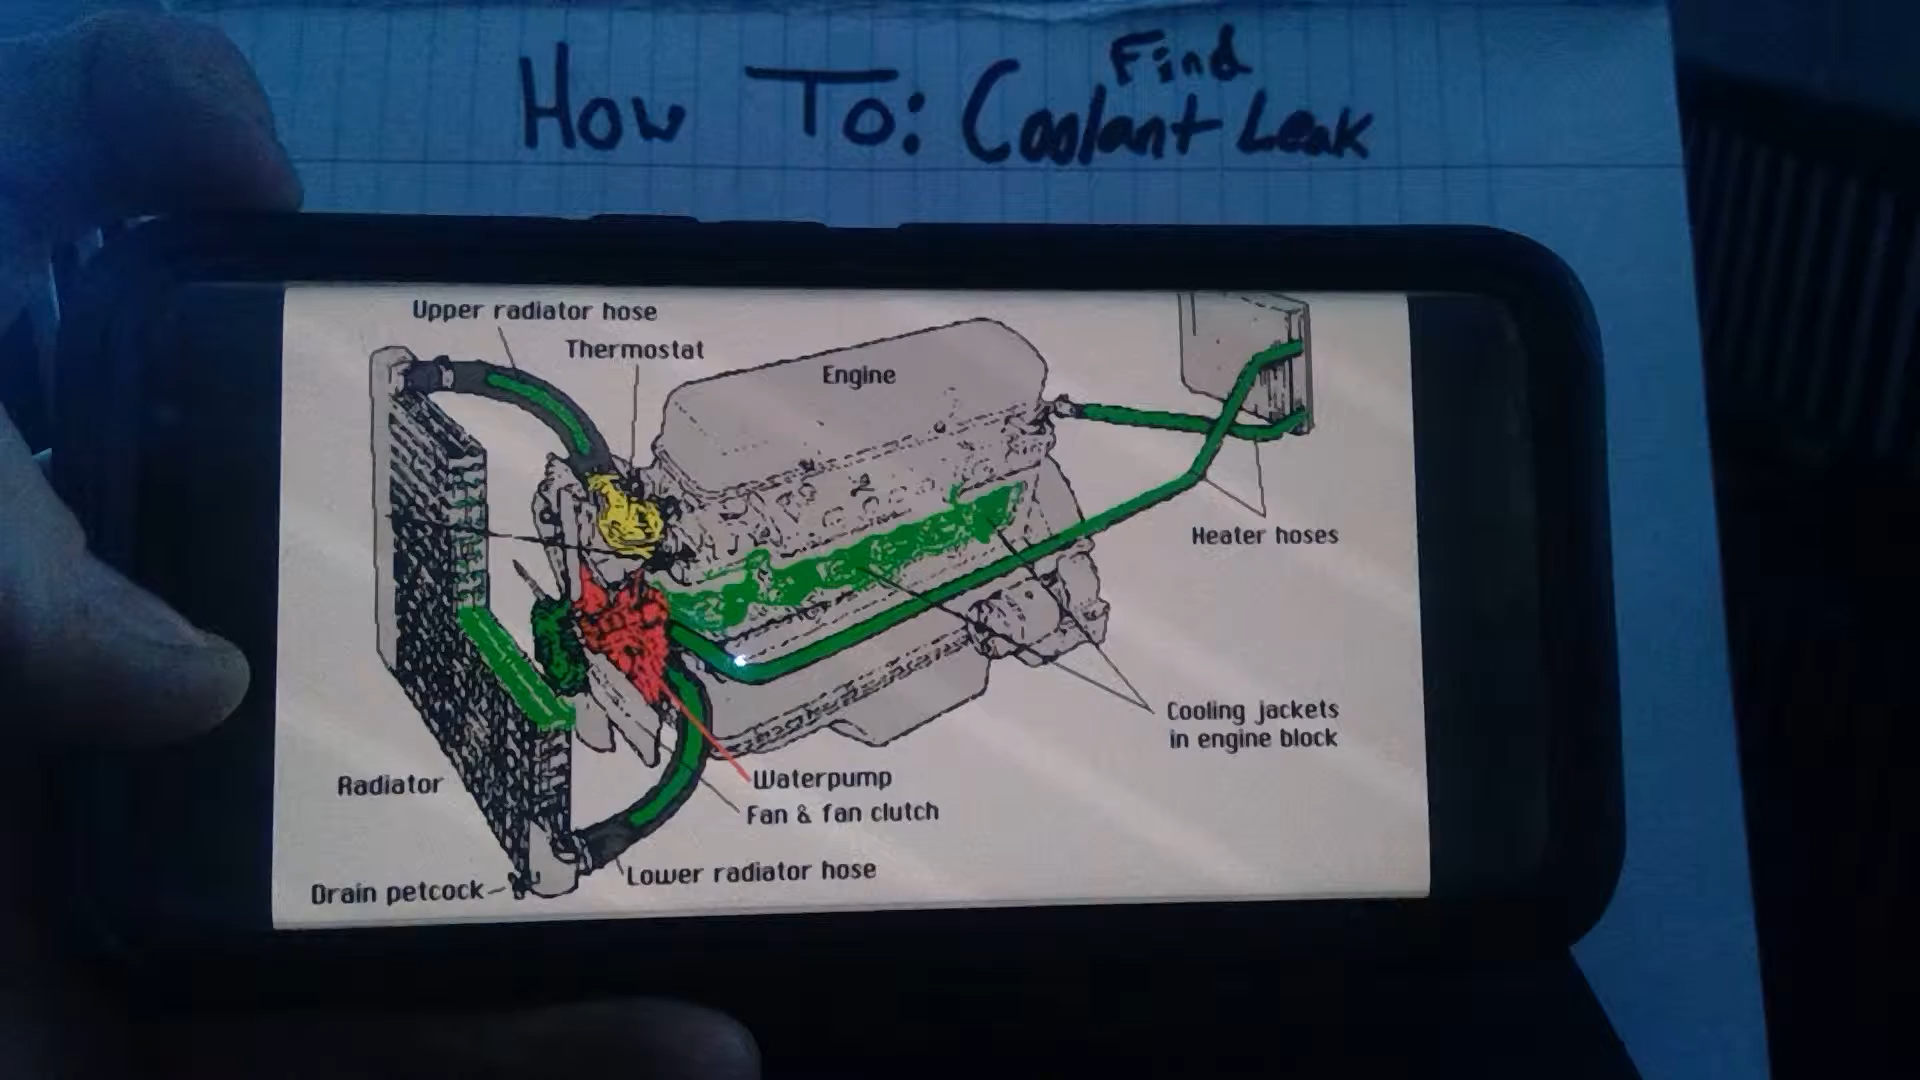 Find
How To: Coolant Leak
Upper radiator hose
Thermostat
Engine
Heater hoses
Cooling jackets
in engine block
Radiator
Waterpump
Fan & fan clutch
Lower radiator hose
Drain petcock